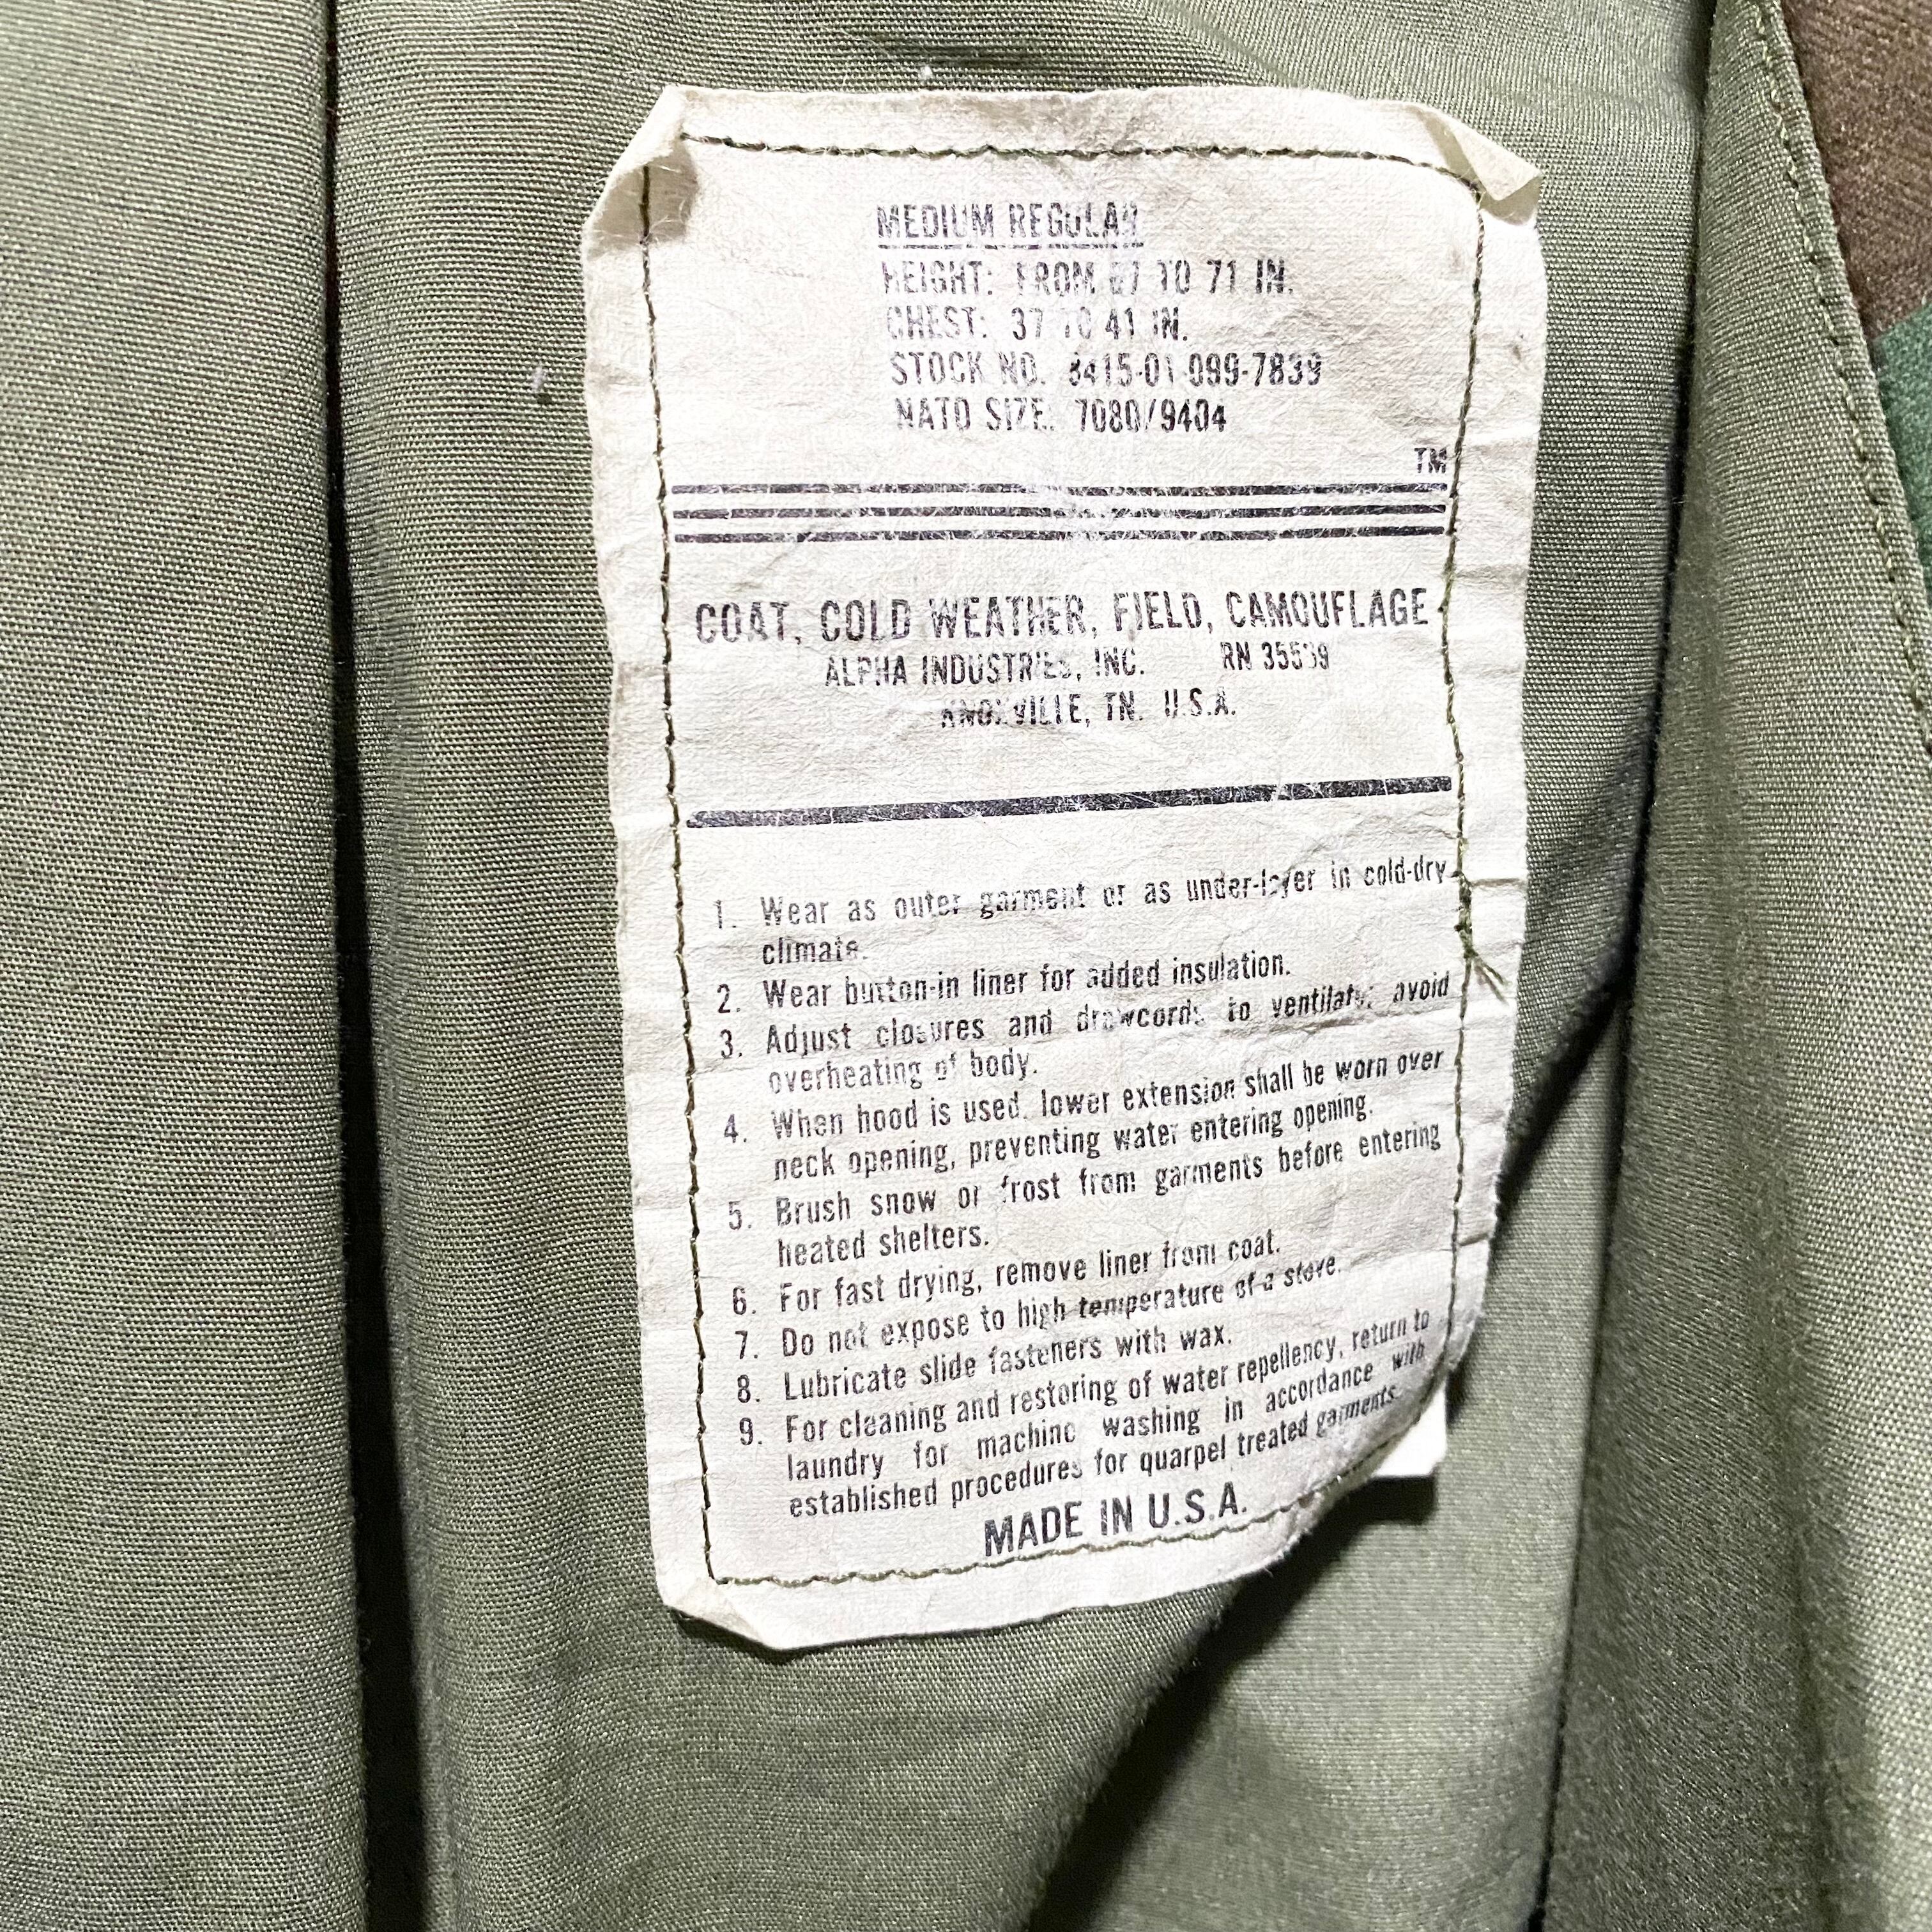 MEDIUM REGULAR
HEIGHT: FROM 67 TO 71 IN.
CHEST: 37 TO 41 IN.
STOCK NO. 8415-01-099-7839
NATO SIZE: 7080/9404
TM
COAT, COLD WEATHER, FIELD, CAMOUFLAGE
ALPHA INDUSTRIES, INC. RN 35589
KNOXVILLE, TN. U.S.A.
1. Wear as outer garment or as under-layer in cold-dry
climate.
2. Wear button-in liner for added insulation.
3. Adjust closures and drawcords to ventilate; avoid
overheating of body.
4. When hood is used, lower extension shall be worn over
neck opening, preventing water entering opening.
5. Brush snow or frost from garments before entering
heated shelters.
6. For fast drying, remove liner from coat.
7. Do not expose to high temperature of a stove.
8. Lubricate slide fasteners with wax.
9. For cleaning and restoring of water repellency, return to
laundry for machine washing in accordance with
established procedures for quarpel treated garments.
MADE IN U.S.A.